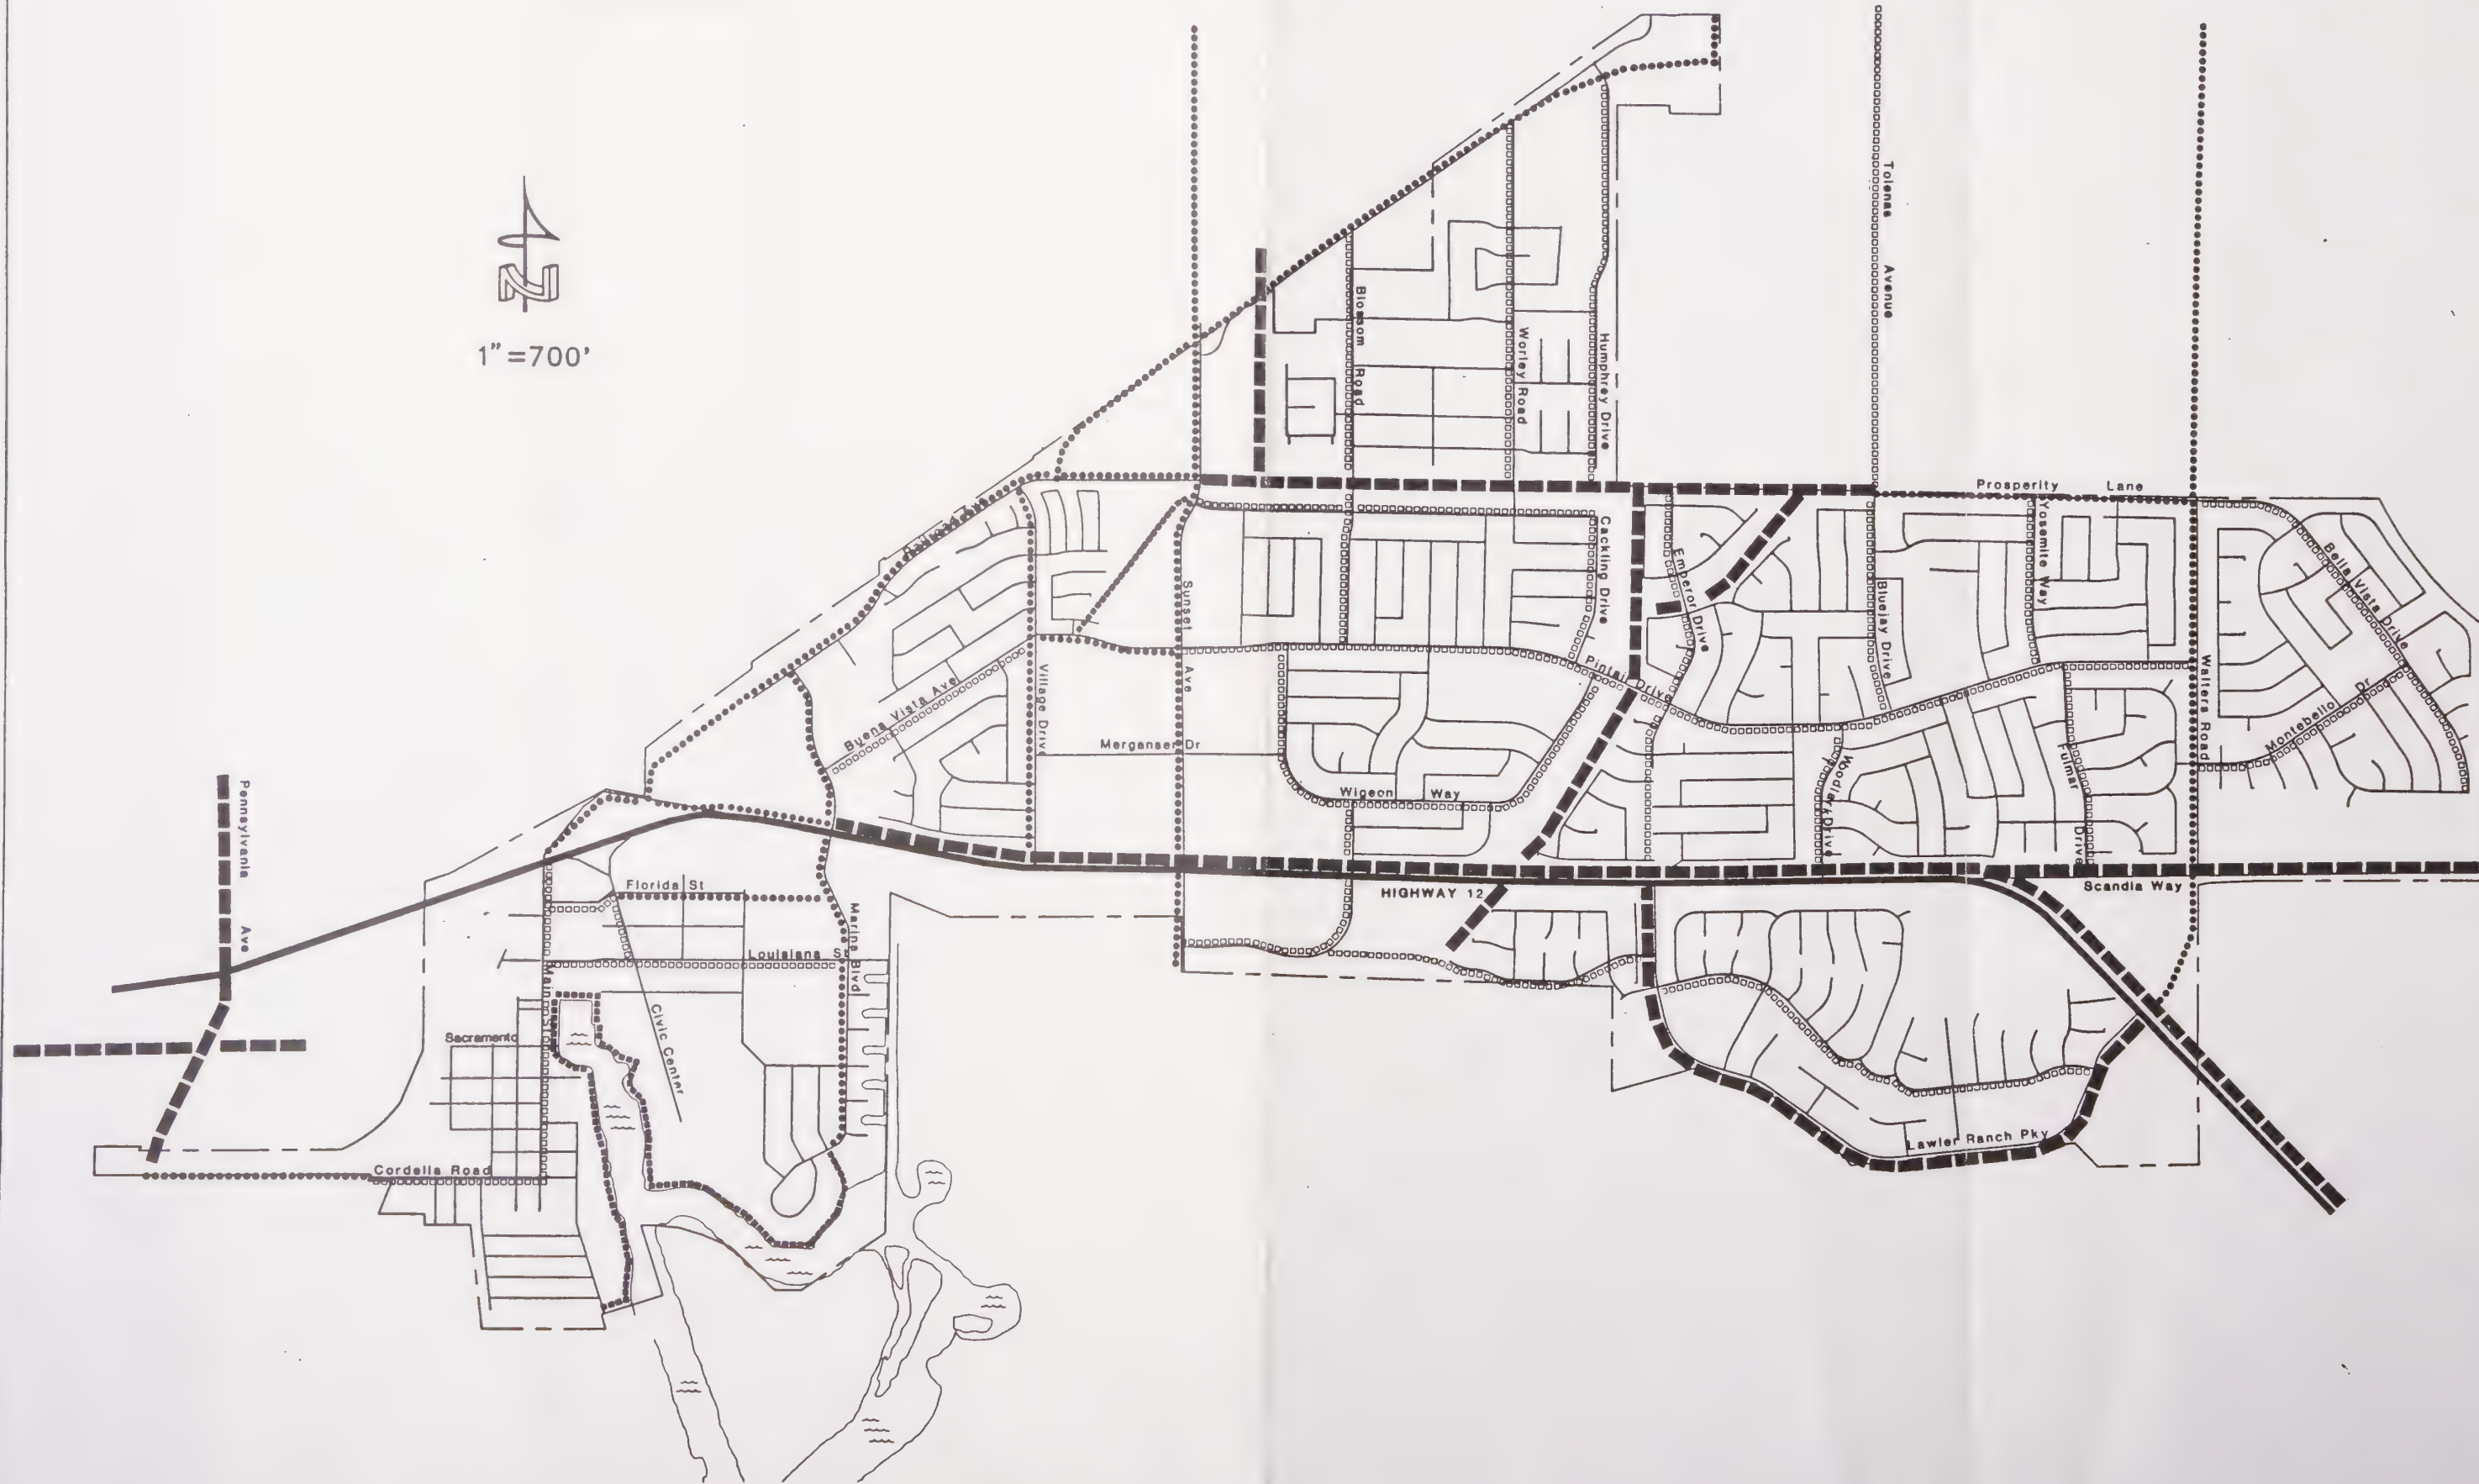 N
1"=700'
Tolenas Avenue
Blossom Road
Worley Road
Humphrey Drive
Prosperity Lane
Cackling Drive
Emperor Drive
Bluejay Drive
Yosemite Way
Bella Vista Drive
Sunset Ave
Village Drive
Buena Vista Ave
Pintail Drive
Walters Road
Montebello Dr
Merganser Dr
Wigeon Way
Woodlark Drive
Fulmar Drive
Pennsylvania Ave
Florida St
HIGHWAY 12
Scandia Way
Marina Blvd
Louisiana St
Main St
Civic Center
Sacramento
Lawler Ranch Pky
Cordelia Road